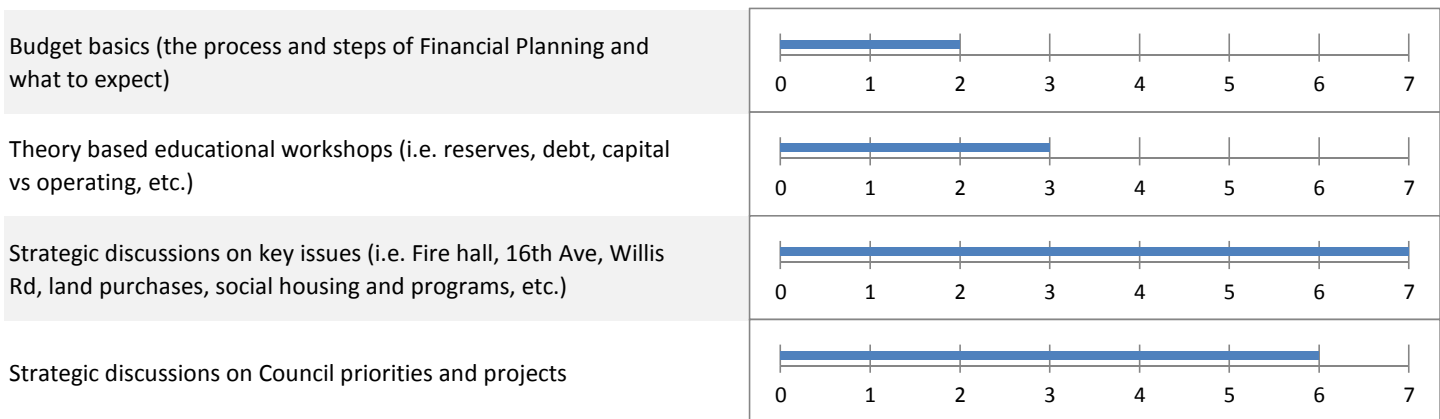 Budget basics (the process and steps of Financial Planning and
what to expect)
0 1 2 3 4 5 6 7
Theory based educational workshops (i.e. reserves, debt, capital
vs operating, etc.)
0 1 2 3 4 5 6 7
Strategic discussions on key issues (i.e. Fire hall, 16th Ave, Willis
Rd, land purchases, social housing and programs, etc.)
0 1 2 3 4 5 6 7
Strategic discussions on Council priorities and projects
0 1 2 3 4 5 6 7